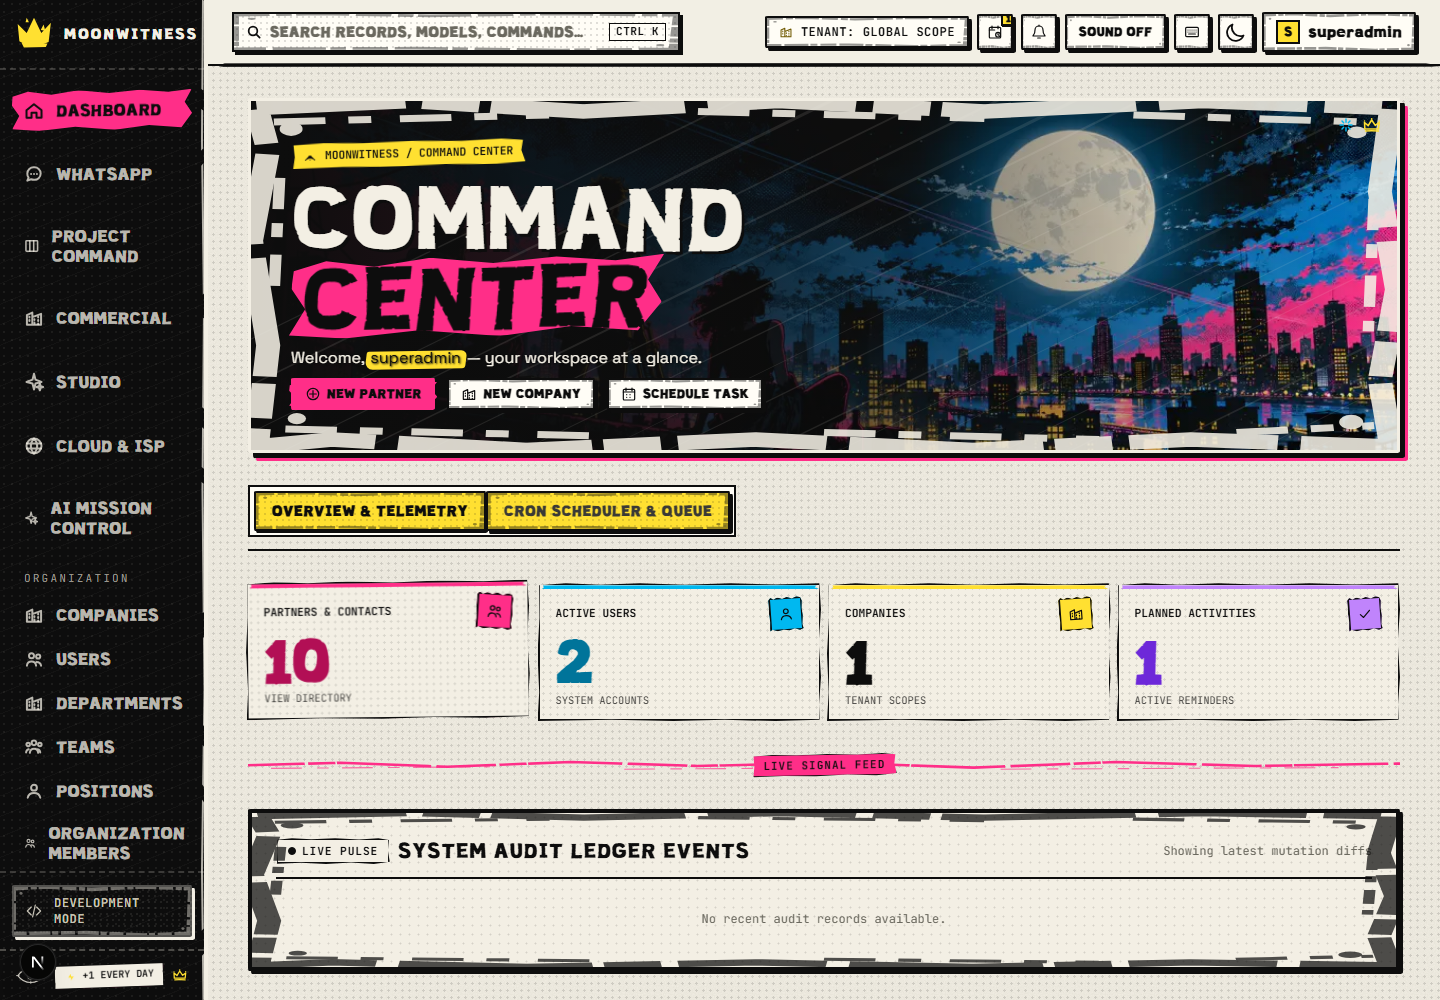 MOONWITNESS
SEARCH RECORDS, MODELS, COMMANDS…
CTRL K
TENANT: GLOBAL SCOPE
1
SOUND OFF
S
superadmin
DASHBOARD
WHATSAPP
PROJECT
COMMAND
COMMERCIAL
STUDIO
CLOUD & ISP
AI MISSION
CONTROL
ORGANIZATION
COMPANIES
USERS
DEPARTMENTS
TEAMS
POSITIONS
ORGANIZATION
MEMBERS
DEVELOPMENT
MODE
N
+1 EVERY DAY
MOONWITNESS / COMMAND CENTER
COMMAND
CENTER
Welcome, superadmin — your workspace at a glance.
NEW PARTNER
NEW COMPANY
SCHEDULE TASK
OVERVIEW & TELEMETRY
CRON SCHEDULER & QUEUE
PARTNERS & CONTACTS
10
VIEW DIRECTORY
ACTIVE USERS
2
SYSTEM ACCOUNTS
COMPANIES
1
TENANT SCOPES
PLANNED ACTIVITIES
1
ACTIVE REMINDERS
LIVE SIGNAL FEED
LIVE PULSE
SYSTEM AUDIT LEDGER EVENTS
Showing latest mutation diffs
No recent audit records available.